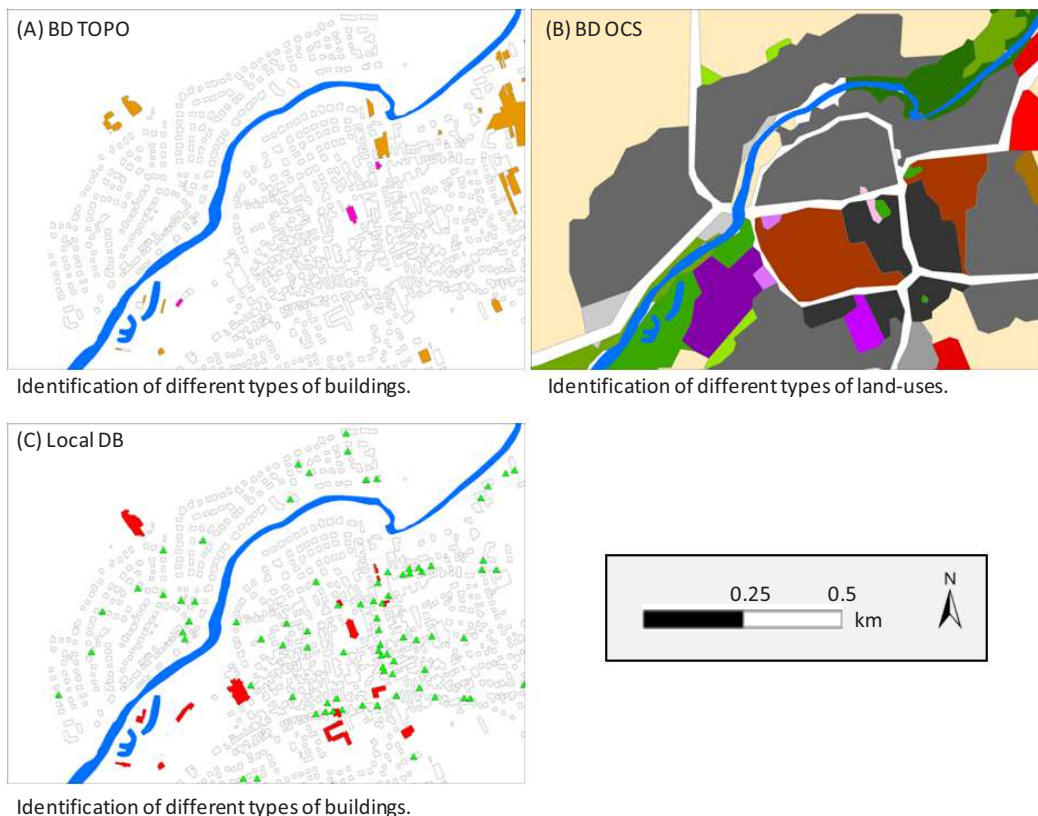 (A) BD TOPO
(B) BD OCS
Identification of different types of buildings.
Identification of different types of land-uses.
(C) Local DB
0.25 0.5
km
N
Identification of different types of buildings.